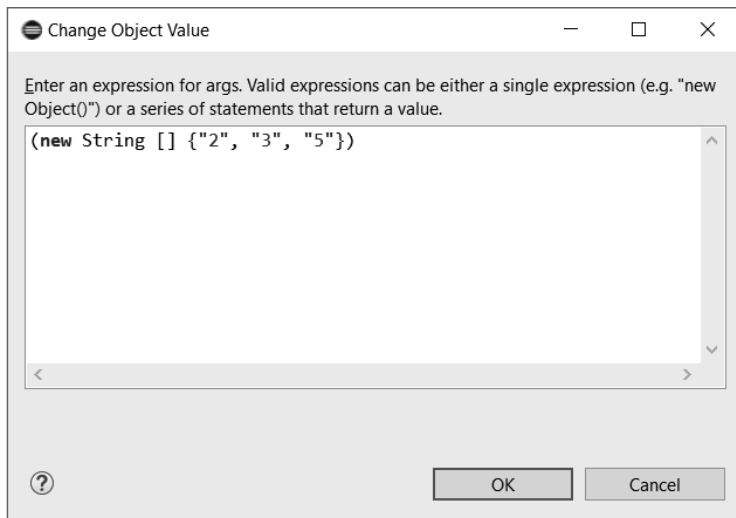 Change Object Value
Enter an expression for args. Valid expressions can be either a single expression (e.g. "new
Object()") or a series of statements that return a value.
(new String [] {"2", "3", "5"})
?
OK
Cancel